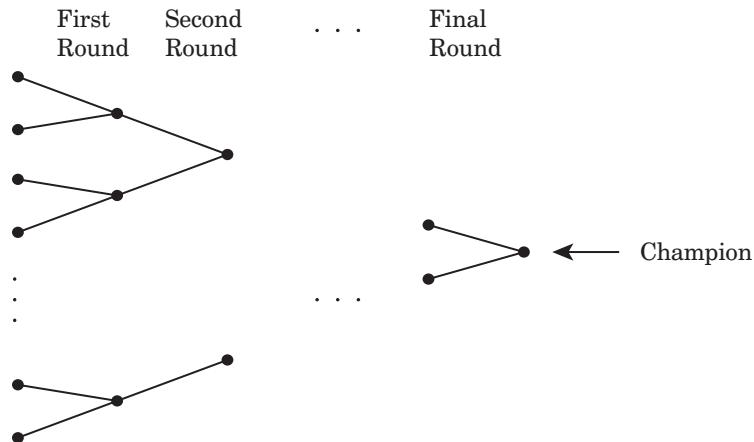 First Round
Second Round
. . .
Final Round
Champion
. . .